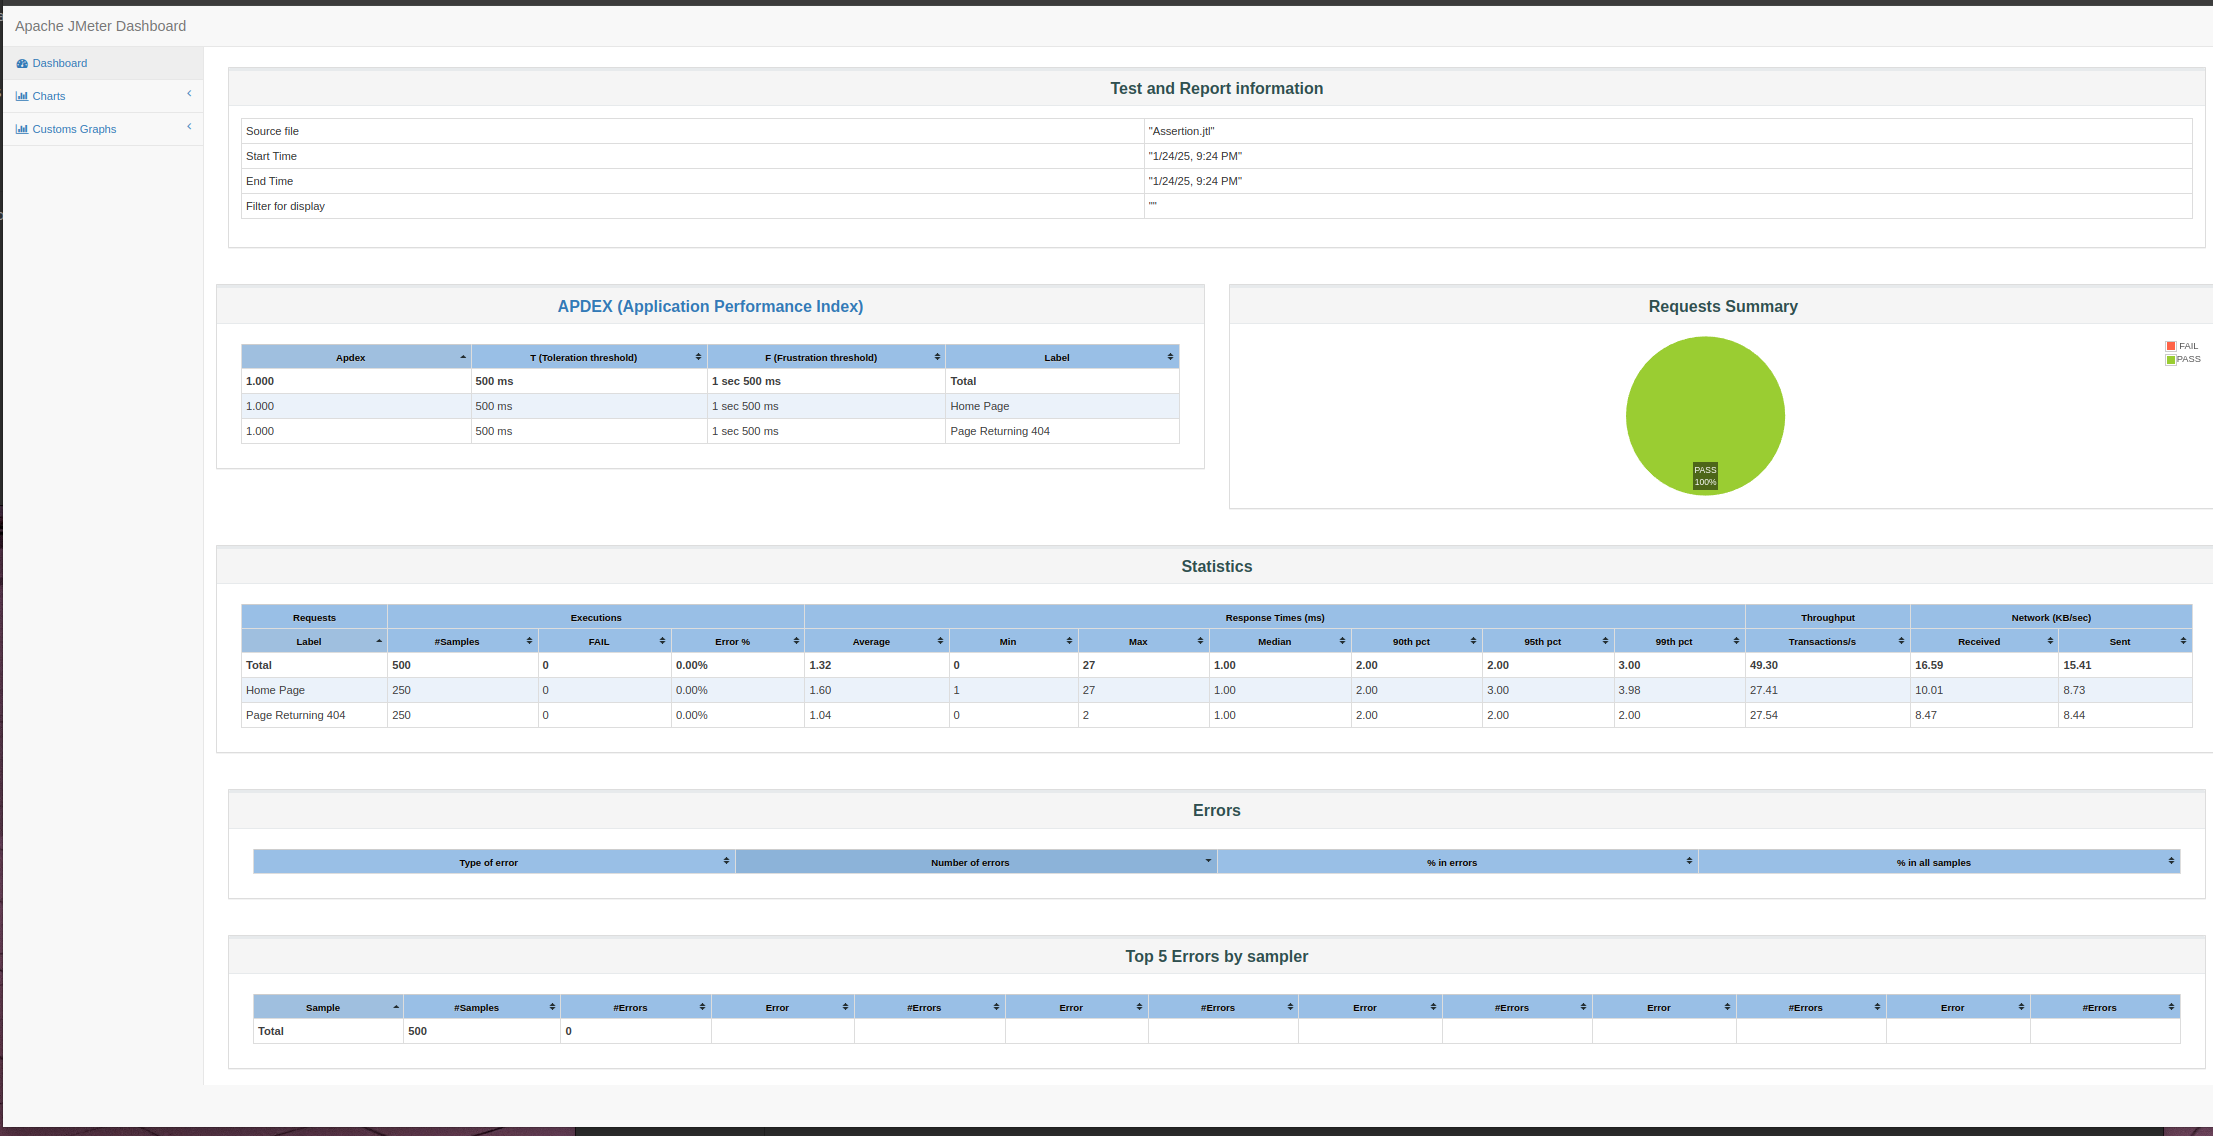 Apache JMeter Dashboard
Dashboard
Charts
Customs Graphs
Test and Report information
Source file "Assertion.jtl"
Start Time "1/24/25, 9:24 PM"
End Time "1/24/25, 9:24 PM"
Filter for display ""
APDEX (Application Performance Index)
Apdex T (Toleration threshold) F (Frustration threshold) Label
1.000 500 ms 1 sec 500 ms Total
1.000 500 ms 1 sec 500 ms Home Page
1.000 500 ms 1 sec 500 ms Page Returning 404
Requests Summary
FAIL
PASS
PASS
100%
Statistics
Requests Executions Response Times (ms) Throughput Network (KB/sec)
Label #Samples FAIL Error % Average Min Max Median 90th pct 95th pct 99th pct Transactions/s Received Sent
Total 500 0 0.00% 1.32 0 27 1.00 2.00 2.00 3.00 49.30 16.59 15.41
Home Page 250 0 0.00% 1.60 1 27 1.00 2.00 3.00 3.98 27.41 10.01 8.73
Page Returning 404 250 0 0.00% 1.04 0 2 1.00 2.00 2.00 2.00 27.54 8.47 8.44
Errors
Type of error Number of errors % in errors % in all samples
Top 5 Errors by sampler
Sample #Samples #Errors Error #Errors Error #Errors Error #Errors Error #Errors Error #Errors
Total 500 0